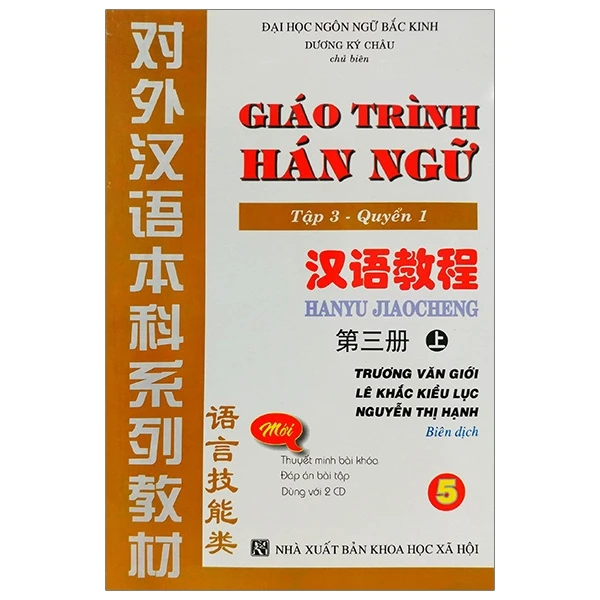 对外汉语本科系列教材
ĐẠI HỌC NGÔN NGỮ BẮC KINH
DƯƠNG KÝ CHÂU
chủ biên
GIÁO TRÌNH
HÁN NGỮ
Tập 3 - Quyển 1
汉语教程
HANYU JIAOCHENG
第三册 上
TRƯƠNG VĂN GIỚI
LÊ KHẮC KIỀU LỤC
NGUYỄN THỊ HẠNH
Biên dịch
语言技能类
Mới
Thuyết minh bài khóa
Đáp án bài tập
Dùng với 2 CD
5
NHÀ XUẤT BẢN KHOA HỌC XÃ HỘI